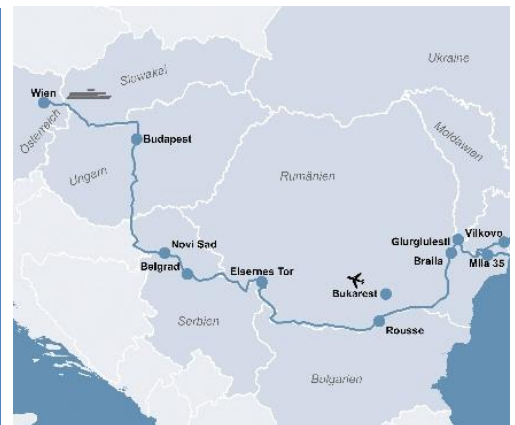 Ukraine
Slowakei
Wien
Österreich
Budapest
Moldawien
Ungarn
Rumänien
Vilkovo
Giurgiulesti
Novi Sad
Braila
Mila 35
Belgrad
Eisernes Tor
Bukarest
Serbien
Rousse
Bulgarien